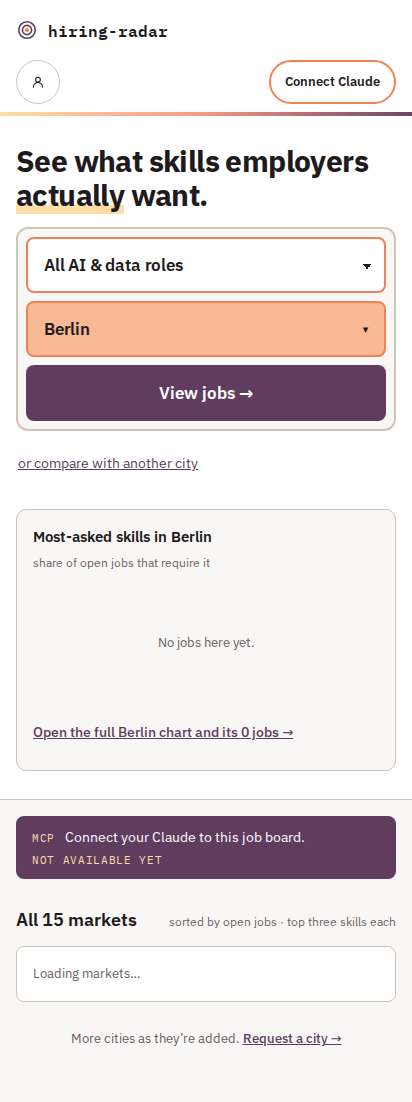 hiring-radar
Connect Claude
See what skills employers
actually want.
All AI & data roles
Berlin
View jobs →
or compare with another city
Most-asked skills in Berlin
share of open jobs that require it
No jobs here yet.
Open the full Berlin chart and its 0 jobs →
MCP Connect your Claude to this job board.
NOT AVAILABLE YET
All 15 markets sorted by open jobs · top three skills each
Loading markets…
More cities as they’re added. Request a city →